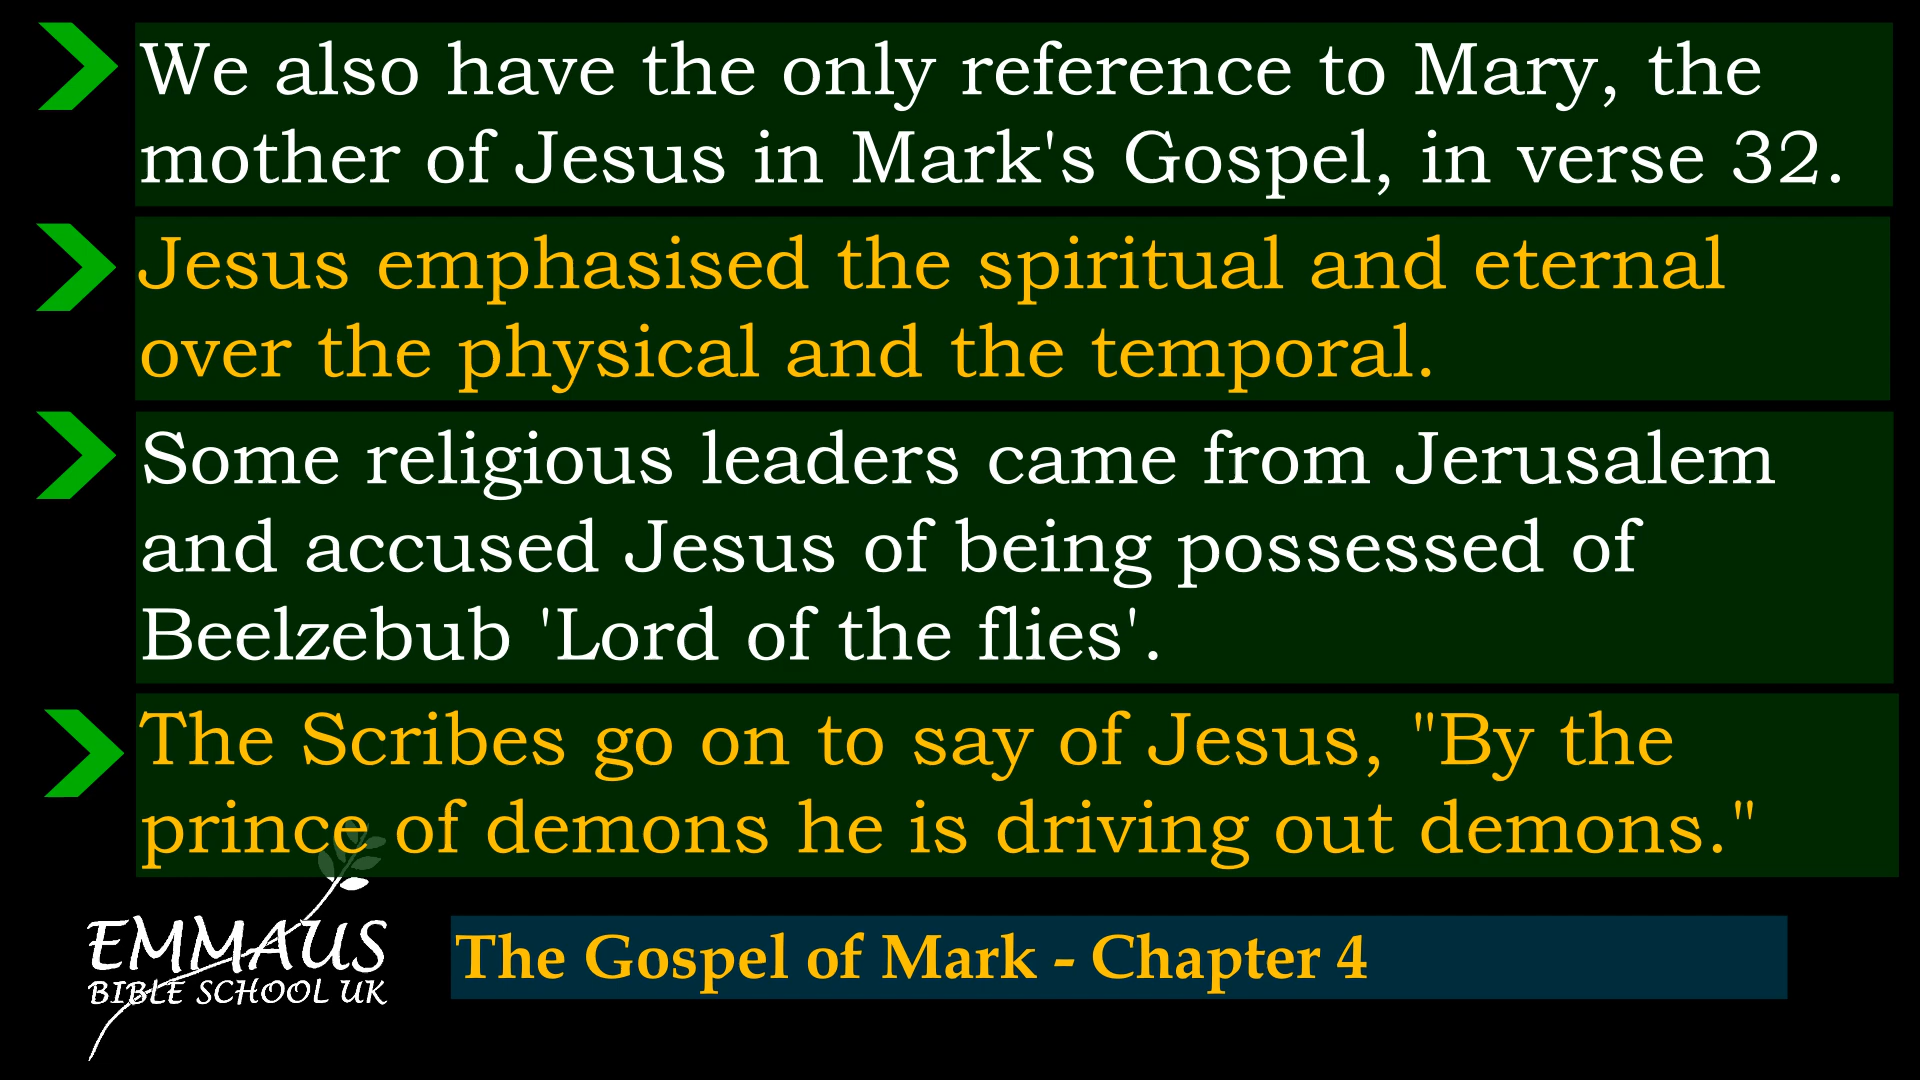 We also have the only reference to Mary, the
mother of Jesus in Mark's Gospel, in verse 32.
Jesus emphasised the spiritual and eternal
over the physical and the temporal.
Some religious leaders came from Jerusalem
and accused Jesus of being possessed of
Beelzebub 'Lord of the flies'.
The Scribes go on to say of Jesus, "By the
prince of demons he is driving out demons."
EMMAUS
BIBLE SCHOOL UK
The Gospel of Mark - Chapter 4